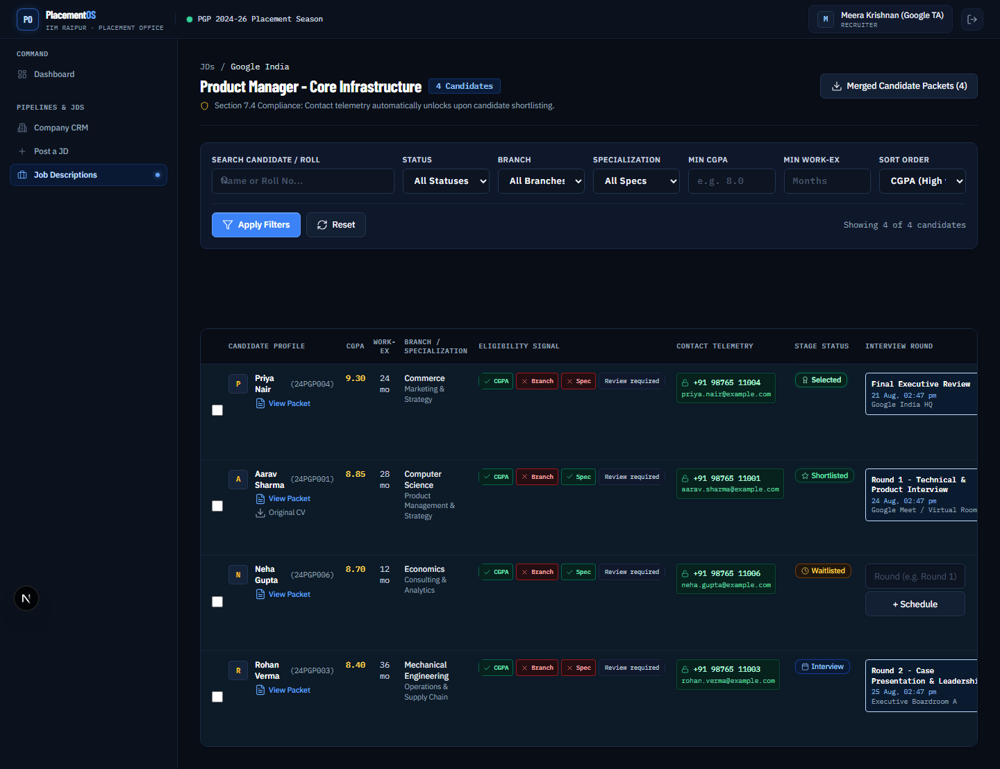 PO
PlacementOS
IIM RAIPUR · PLACEMENT OFFICE
PGP 2024-26 Placement Season
M
Meera Krishnan (Google TA)
RECRUITER
COMMAND
Dashboard
PIPELINES & JDS
Company CRM
Post a JD
Job Descriptions
N
JDs / Google India
Product Manager - Core Infrastructure
4 Candidates
Section 7.4 Compliance: Contact telemetry automatically unlocks upon candidate shortlisting.
Merged Candidate Packets (4)
SEARCH CANDIDATE / ROLL
STATUS
BRANCH
SPECIALIZATION
MIN CGPA
MIN WORK-EX
SORT ORDER
Name or Roll No...
All Statuses
All Branches
All Specs
e.g. 8.0
Months
CGPA (High
Apply Filters
Reset
Showing 4 of 4 candidates
CANDIDATE PROFILE
CGPA
WORK-
EX
BRANCH /
SPECIALIZATION
ELIGIBILITY SIGNAL
CONTACT TELEMETRY
STAGE STATUS
INTERVIEW ROUND
P
Priya
Nair
(24PGP004)
View Packet
9.30
24
mo
Commerce
Marketing &
Strategy
CGPA
Branch
Spec
Review required
+91 98765 11004
priya.nair@example.com
Selected
Final Executive Review
21 Aug, 02:47 pm
Google India HQ
A
Aarav
Sharma
(24PGP001)
View Packet
Original CV
8.85
28
mo
Computer
Science
Product
Management &
Strategy
CGPA
Branch
Spec
Review required
+91 98765 11001
aarav.sharma@example.com
Shortlisted
Round 1 - Technical &
Product Interview
24 Aug, 02:47 pm
Google Meet / Virtual Room
N
Neha
Gupta
(24PGP006)
View Packet
8.70
12
mo
Economics
Consulting &
Analytics
CGPA
Branch
Spec
Review required
+91 98765 11006
neha.gupta@example.com
Waitlisted
Round (e.g. Round 1)
+ Schedule
R
Rohan
Verma
(24PGP003)
View Packet
8.40
36
mo
Mechanical
Engineering
Operations &
Supply Chain
CGPA
Branch
Spec
Review required
+91 98765 11003
rohan.verma@example.com
Interview
Round 2 - Case
Presentation & Leadershi
25 Aug, 02:47 pm
Executive Boardroom A